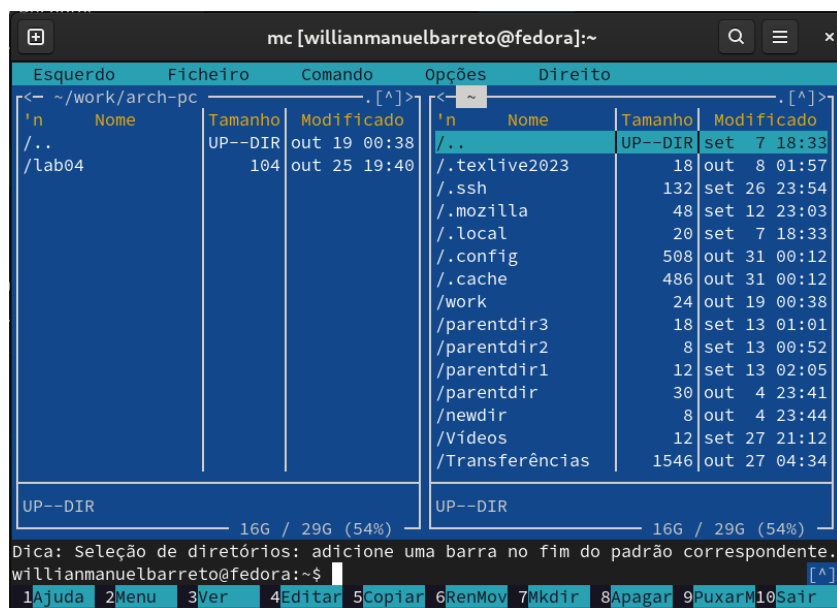 mc [willianmanuelbarreto@fedora]:~
Esquerdo Ficheiro Comando Opções Direito
<- ~/work/arch-pc .[^]>
'n Nome Tamanho Modificado
/.. UP--DIR out 19 00:38
/lab04 104 out 25 19:40
UP--DIR
16G / 29G (54%)
<- ~ .[^]>
'n Nome Tamanho Modificado
/.. UP--DIR set 7 18:33
/.texlive2023 18 out 8 01:57
/.ssh 132 set 26 23:54
/.mozilla 48 set 12 23:03
/.local 20 set 7 18:33
/.config 508 out 31 00:12
/.cache 486 out 31 00:12
/work 24 out 19 00:38
/parentdir3 18 set 13 01:01
/parentdir2 8 set 13 00:52
/parentdir1 12 set 13 02:05
/parentdir 30 out 4 23:41
/newdir 8 out 4 23:44
/Vídeos 12 set 27 21:12
/Transferências 1546 out 27 04:34
UP--DIR
16G / 29G (54%)
Dica: Seleção de diretórios: adicione uma barra no fim do padrão correspondente.
willianmanuelbarreto@fedora:~$ [^]
1Ajuda 2Menu 3Ver 4Editar 5Copiar 6RenMov 7Mkdir 8Apagar 9PuxarM10Sair